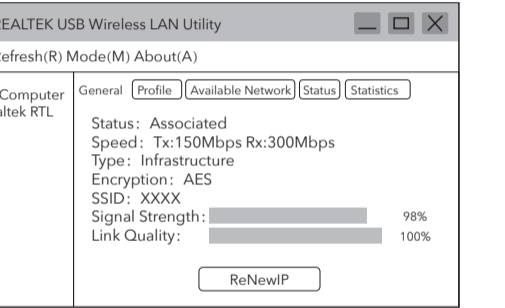 REALTEK USB Wireless LAN Utility
Refresh(R) Mode(M) About(A)
Computer
General Profile Available Network Status Statistics
Status: Associated
Speed: Tx:150Mbps Rx:300Mbps
Type: Infrastructure
Encryption: AES
SSID: XXXX
Signal Strength: 98%
Link Quality: 100%
RTL
ReNewIP